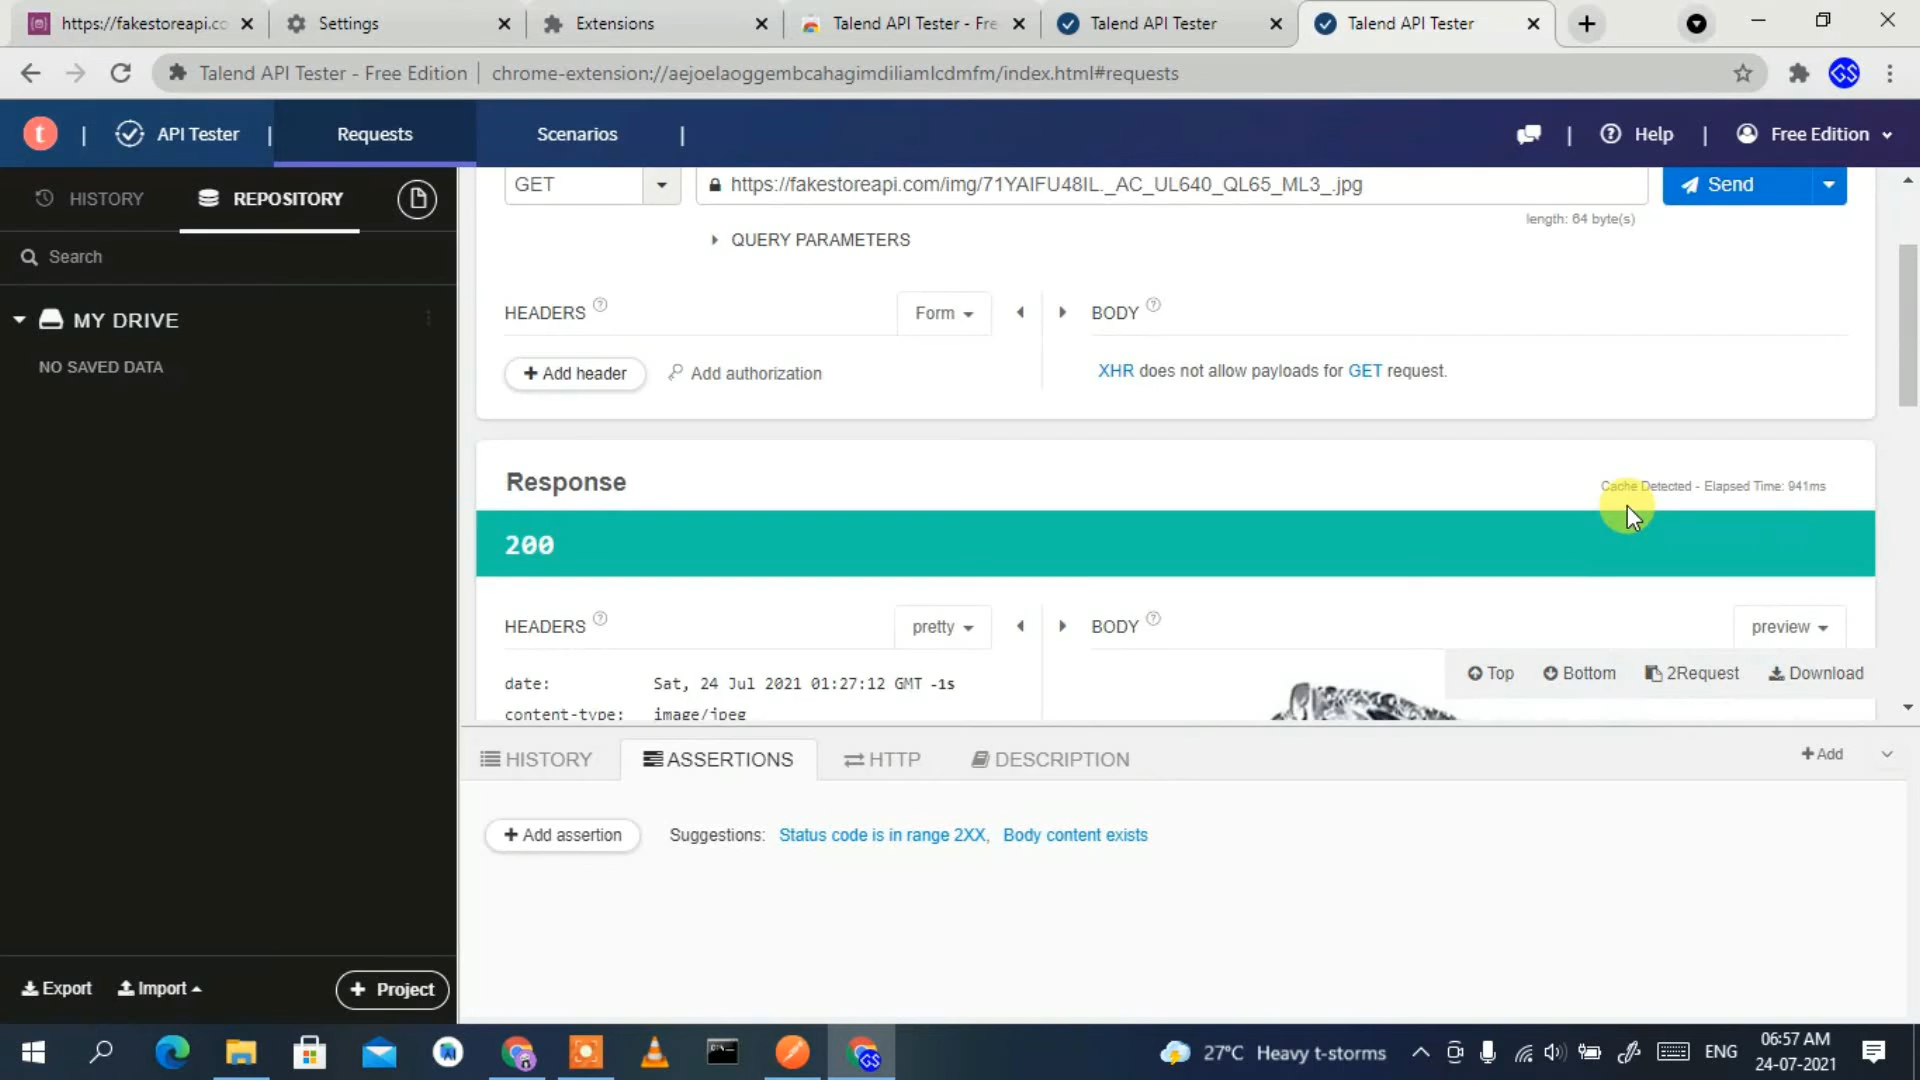 https://fakestoreapi.co
Settings
Extensions
Talend API Tester - Fre
Talend API Tester
Talend API Tester
Talend API Tester - Free Edition
chrome-extension://aejoelaoggembcahagimdiliamlcdmfm/index.html#requests
GS
t | API Tester | Requests Scenarios | | Help | Free Edition
HISTORY
REPOSITORY
Search
MY DRIVE
NO SAVED DATA
Export
Import
+ Project
GET
https://fakestoreapi.com/img/71YAIFU48IL._AC_UL640_QL65_ML3_.jpg
Send
length: 64 byte(s)
QUERY PARAMETERS
HEADERS ?
Form
BODY ?
+ Add header
Add authorization
XHR does not allow payloads for GET request.
Response
Cache Detected - Elapsed Time: 941ms
200
HEADERS ?
pretty
BODY ?
preview
date: Sat, 24 Jul 2021 01:27:12 GMT -1s
content-type: image/jpeg
Top
Bottom
2Request
Download
HISTORY
ASSERTIONS
HTTP
DESCRIPTION
+ Add
+ Add assertion
Suggestions: Status code is in range 2XX, Body content exists
27°C Heavy t-storms
ENG
06:57 AM
24-07-2021